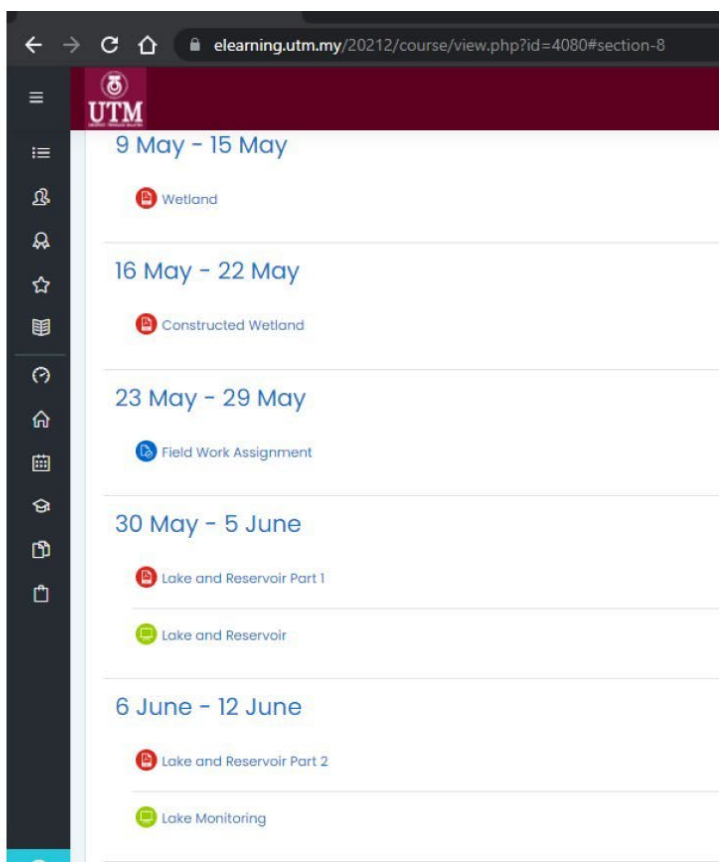 elearning.utm.my/20212/course/view.php?id=4080#section-8
UTM
9 May - 15 May
Wetland
16 May - 22 May
Constructed Wetland
23 May - 29 May
Field Work Assignment
30 May - 5 June
Lake and Reservoir Part 1
Lake and Reservoir
6 June - 12 June
Lake and Reservoir Part 2
Lake Monitoring